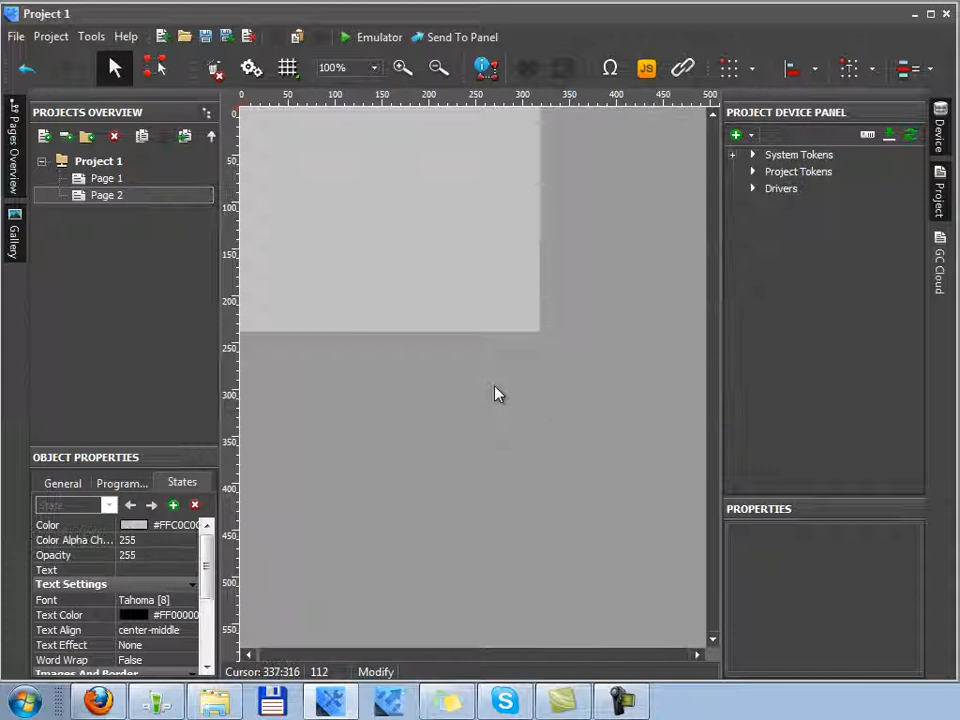 Project 1
File Project Tools Help Emulator Send To Panel
100% Ω JS
PROJECTS OVERVIEW
Project 1
Page 1
Page 2
Pages Overview
Gallery
0 50 100 150 200 250 300 350 400 450 500
0
50
100
150
200
250
300
350
400
450
500
550
PROJECT DEVICE PANEL
System Tokens
Project Tokens
Drivers
Device
Project
GC Cloud
OBJECT PROPERTIES
General Program... States
State
Color #FFC0C0C
Color Alpha Ch... 255
Opacity 255
Text
Text Settings
Font Tahoma [8]
Text Color #FF00000
Text Align center-middle
Text Effect None
Word Wrap False
Images And Border
PROPERTIES
Cursor: 337:316 112 Modify